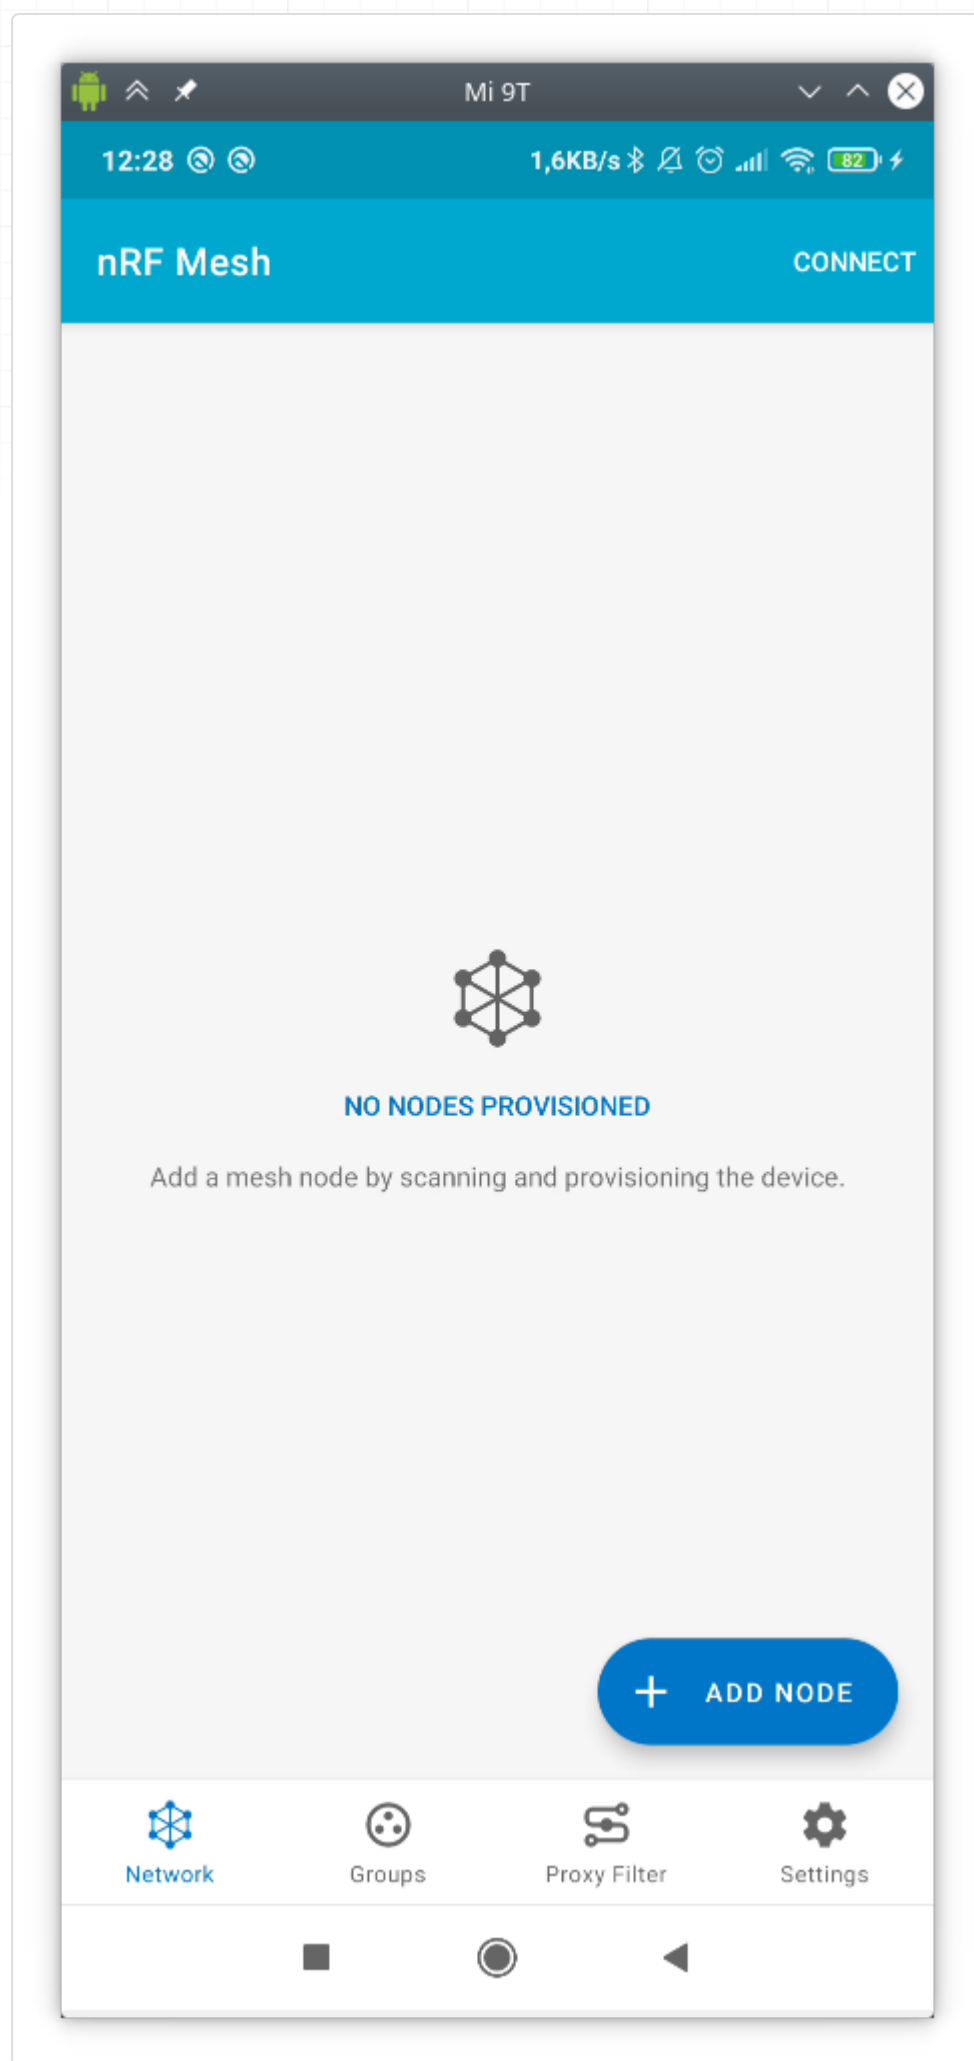 Mi 9T
12:28 1,6KB/s 82
nRF Mesh CONNECT
NO NODES PROVISIONED
Add a mesh node by scanning and provisioning the device.
ADD NODE
Network Groups Proxy Filter Settings